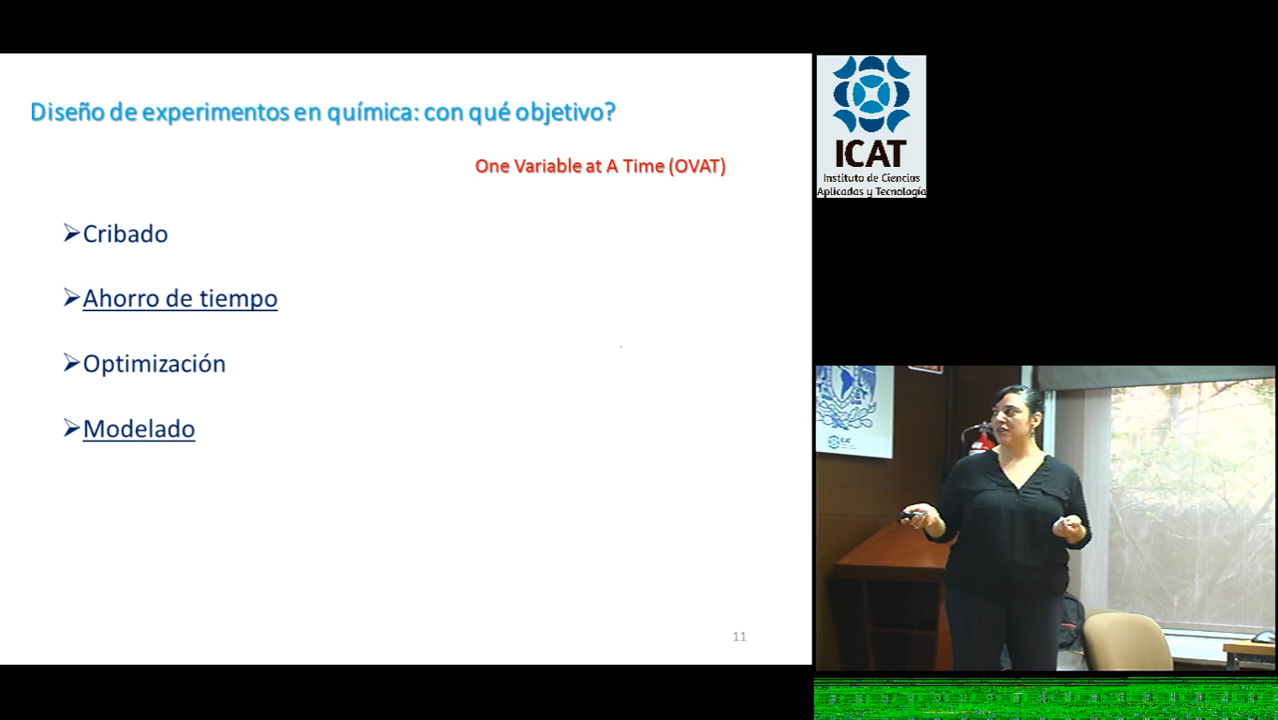 Diseño de experimentos en química: con qué objetivo?
One Variable at A Time (OVAT)
➢Cribado
➢Ahorro de tiempo
➢Optimización
➢Modelado
11
ICAT
Instituto de Ciencias
Aplicadas y Tecnología
ICAT